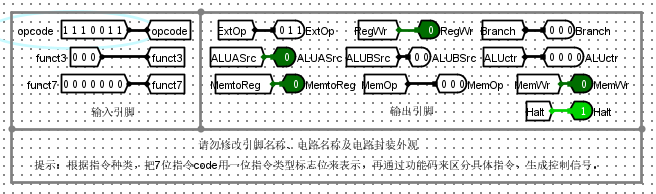 opcode 1110011 opcode ExtOp 011 ExtOp RegWr 0 RegWr Branch 000 Branch
funct3 000 funct3 ALUASrc 0 ALUASrc ALUBSrc 00 ALUBSrc ALUctr 0000 ALUctr
funct7 0000000 funct7 MemtoReg 0 MemtoReg MemOp 000 MemOp MemWr 0 MemWr
输入引脚 输出引脚 Halt 1 Halt
请勿修改引脚名称、电路名称及电路封装外观
提示：根据指令种类，把7位指令code用一位指令类型标志位来表示，再通过功能码来区分具体指令，生成控制信号。